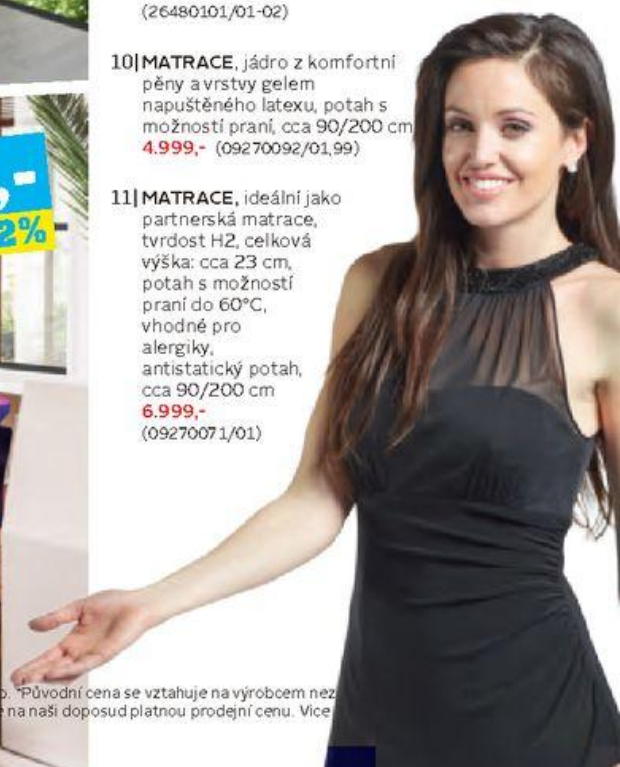 (26480101/01-02)
10| MATRACE, jádro z komfortní
pěny a vrstvy gelem
napuštěného latexu, potah s
možností praní, cca 90/200 cm
4.999,- (09270092/01,99)
,-
2%
11| MATRACE, ideální jako
partnerská matrace,
tvrdost H2, celková
výška: cca 23 cm,
potah s možností
praní do 60°C,
vhodné pro
alergiky,
antistatický potah,
cca 90/200 cm
6.999,-
(09270071/01)
o. *Původní cena se vztahuje na výrobcem nez
na naši doposud platnou prodejní cenu. Více